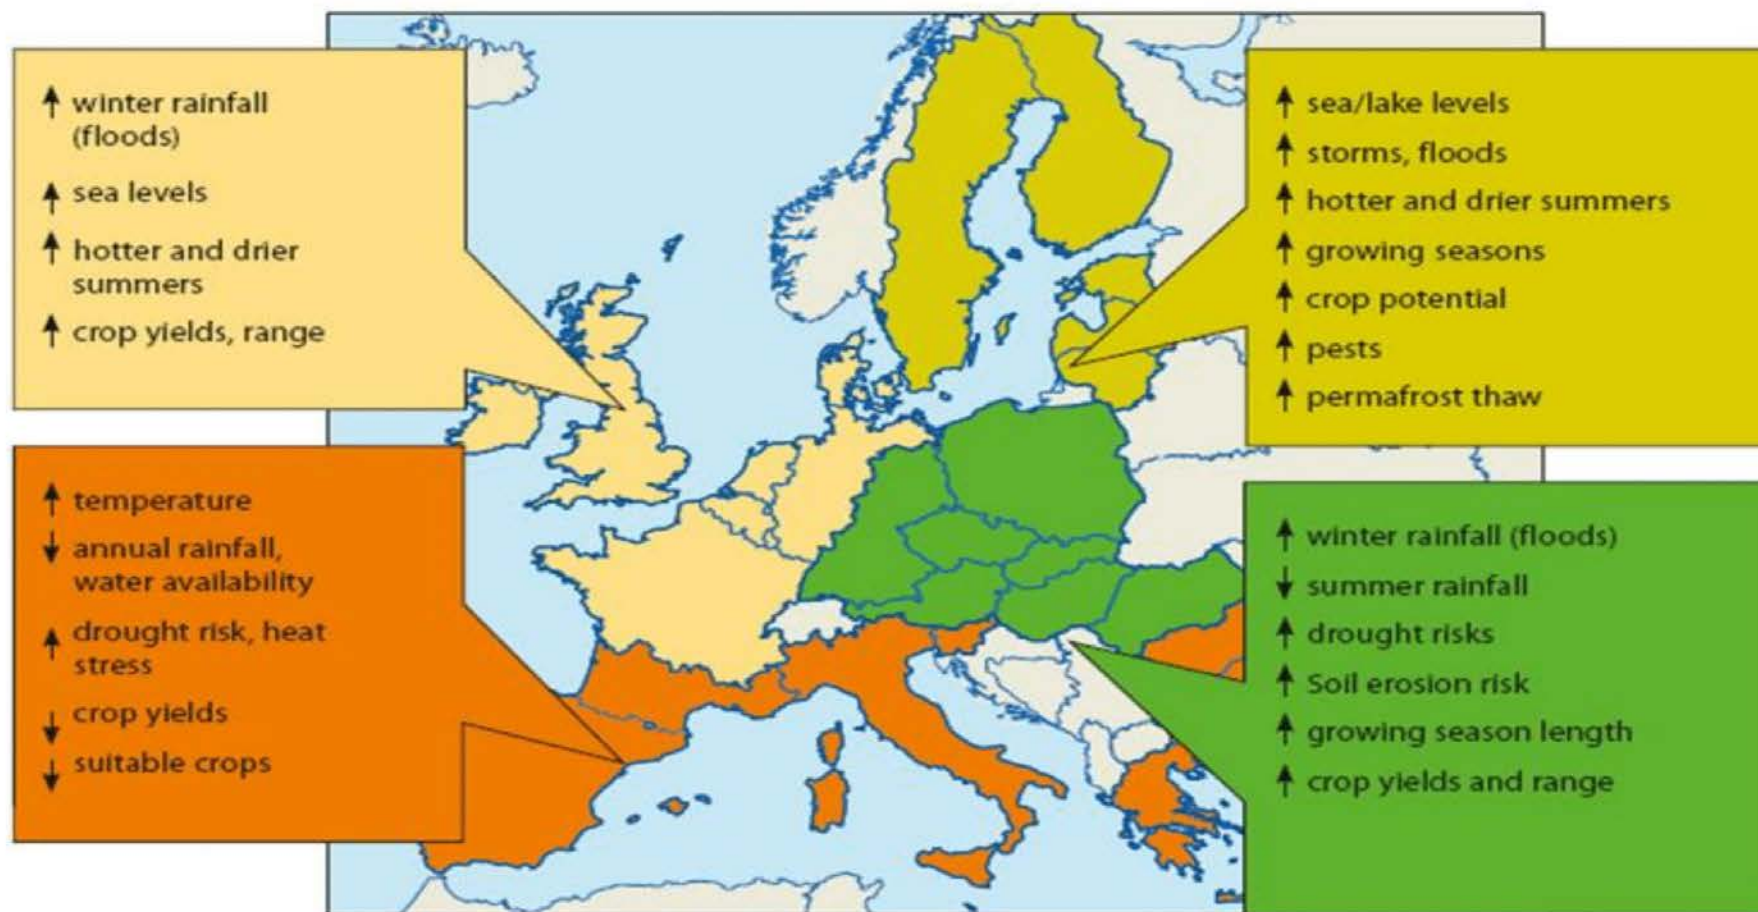 ↑ winter rainfall
(floods)
↑ sea levels
↑ hotter and drier
summers
↑ crop yields, range
↑ temperature
↓ annual rainfall,
water availability
↑ drought risk, heat
stress
↓ crop yields
↓ suitable crops
↑ sea/lake levels
↑ storms, floods
↑ hotter and drier summers
↑ growing seasons
↑ crop potential
↑ pests
↑ permafrost thaw
↑ winter rainfall (floods)
↓ summer rainfall
↑ drought risks
↑ Soil erosion risk
↑ growing season length
↑ crop yields and range